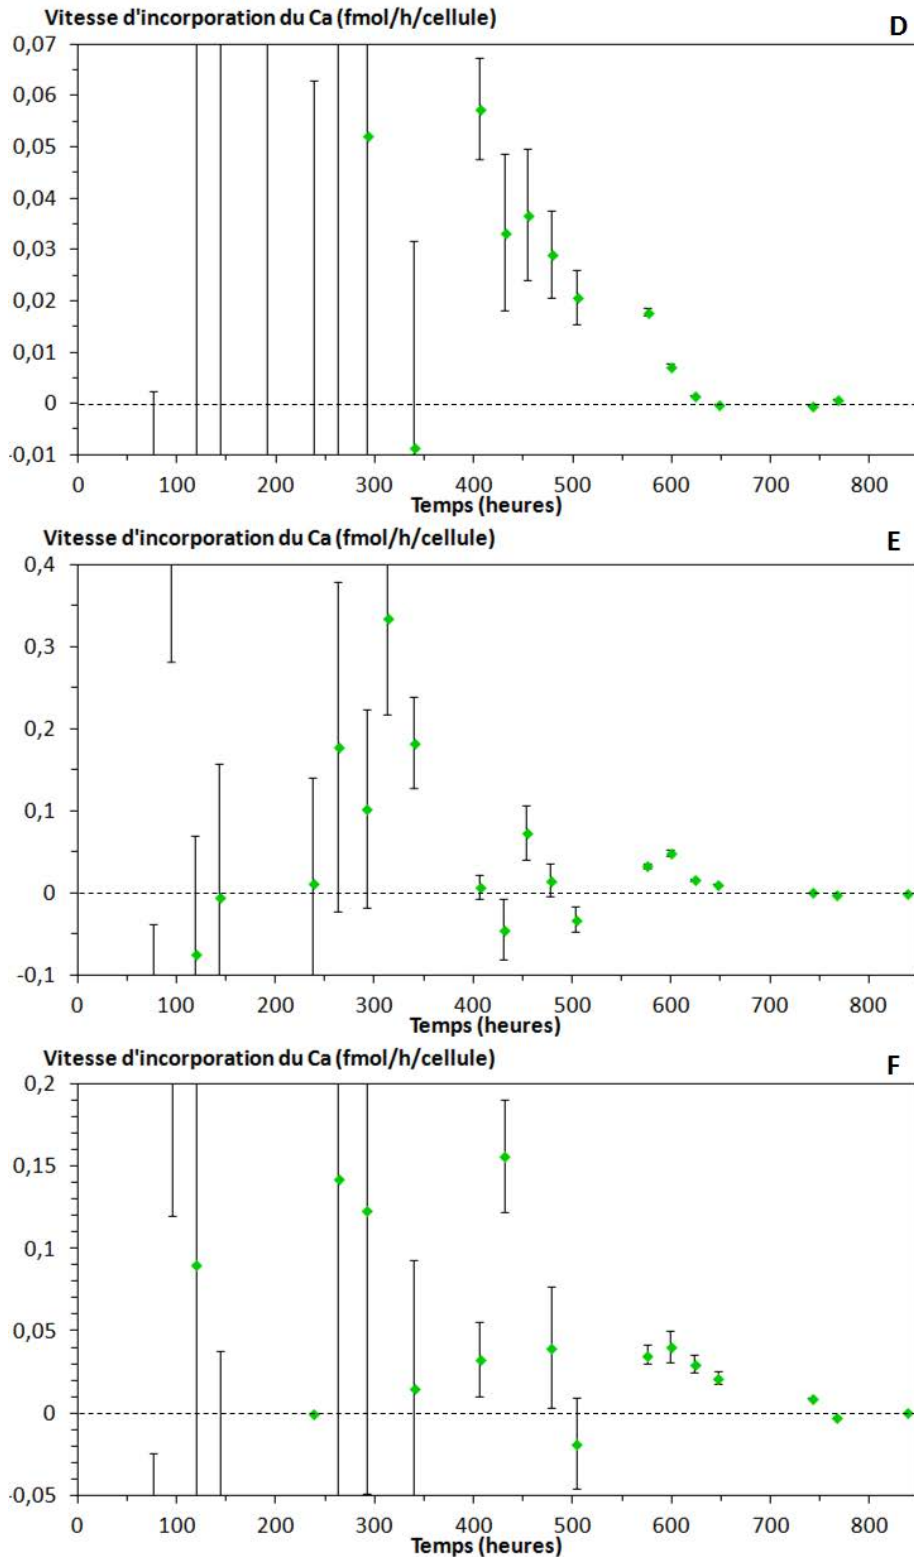 Vitesse d'incorporation du Ca (fmol/h/cellule)
D
0,07
0,06
0,05
0,04
0,03
0,02
0,01
0
-0,01
0 100 200 300 400 500 600 700 800
Temps (heures)
Vitesse d'incorporation du Ca (fmol/h/cellule)
E
0,4
0,3
0,2
0,1
0
-0,1
0 100 200 300 400 500 600 700 800
Temps (heures)
Vitesse d'incorporation du Ca (fmol/h/cellule)
F
0,2
0,15
0,1
0,05
0
-0,05
0 100 200 300 400 500 600 700 800
Temps (heures)